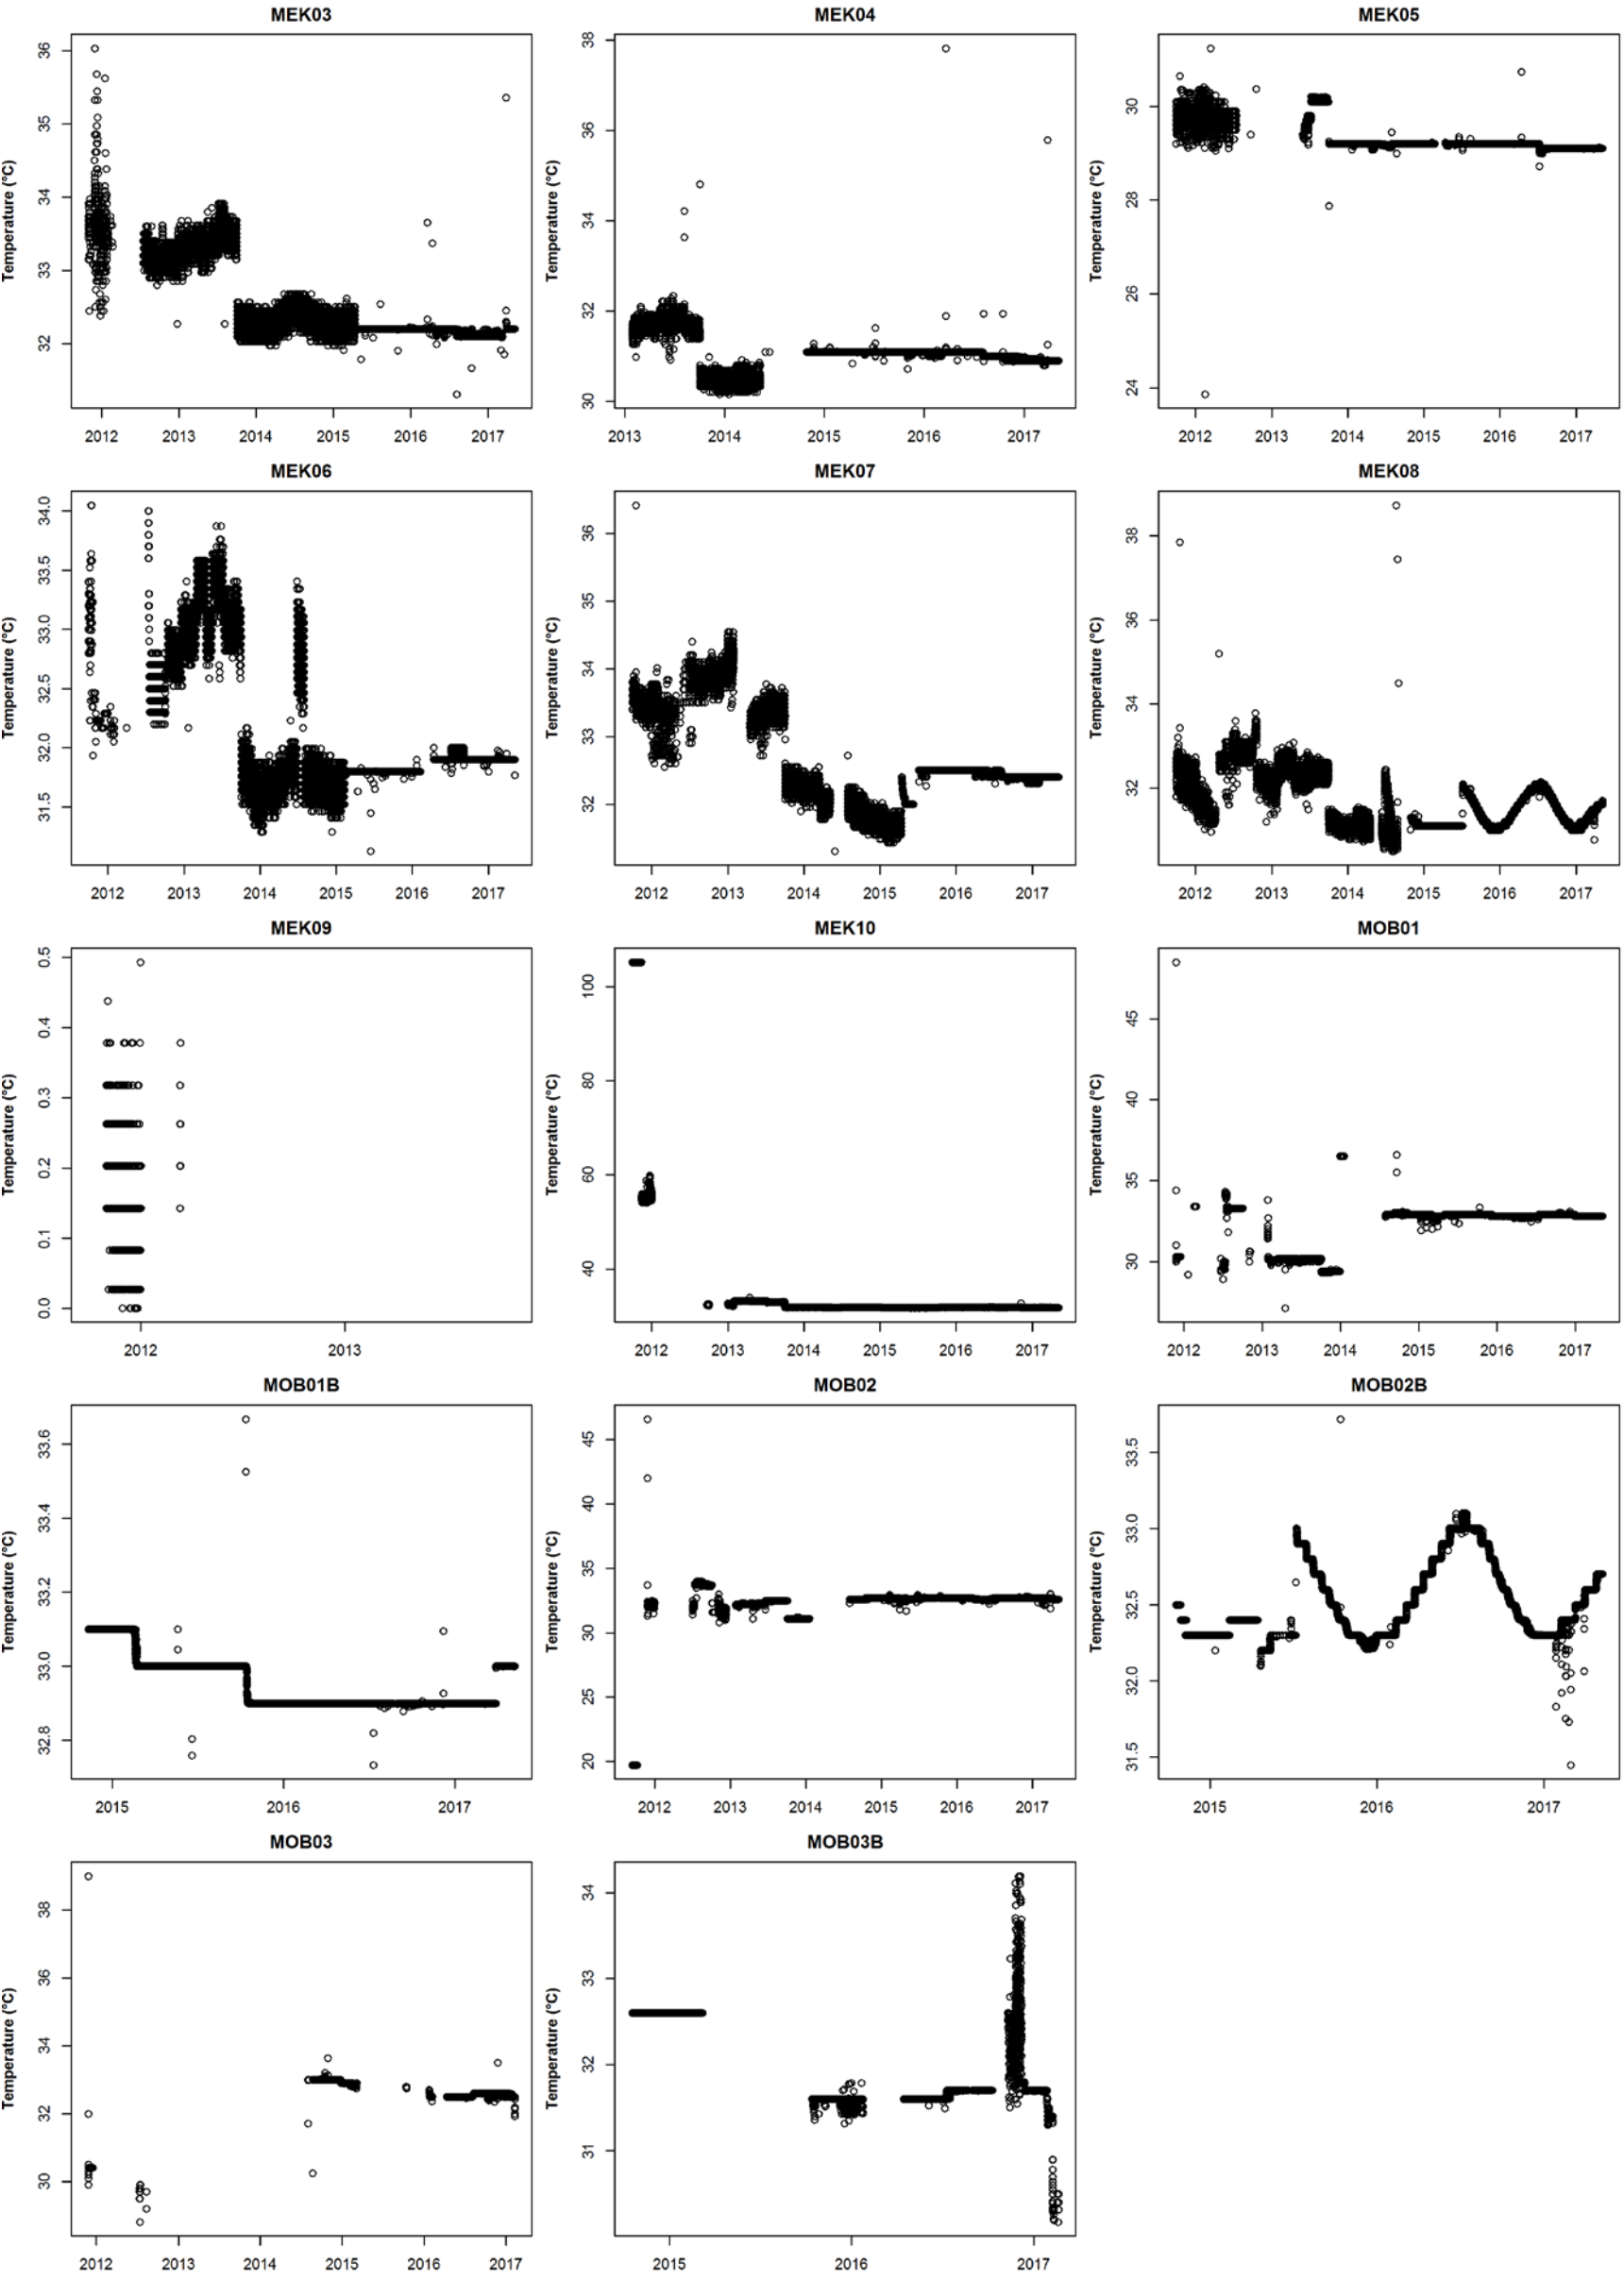 MEK03
Temperature (°C)
36
35
34
33
32
2012 2013 2014 2015 2016 2017
MEK04
Temperature (°C)
38
36
34
32
30
2013 2014 2015 2016 2017
MEK05
Temperature (°C)
30
28
26
24
2012 2013 2014 2015 2016 2017
MEK06
Temperature (°C)
34.0
33.5
33.0
32.5
32.0
31.5
2012 2013 2014 2015 2016 2017
MEK07
Temperature (°C)
36
35
34
33
32
2012 2013 2014 2015 2016 2017
MEK08
Temperature (°C)
38
36
34
32
2012 2013 2014 2015 2016 2017
MEK09
Temperature (°C)
0.5
0.4
0.3
0.2
0.1
0.0
2012 2013
MEK10
Temperature (°C)
100
80
60
40
2012 2013 2014 2015 2016 2017
MOB01
Temperature (°C)
45
40
35
30
2012 2013 2014 2015 2016 2017
MOB01B
Temperature (°C)
33.6
33.4
33.2
33.0
32.8
2015 2016 2017
MOB02
Temperature (°C)
45
40
35
30
25
20
2012 2013 2014 2015 2016 2017
MOB02B
Temperature (°C)
33.5
33.0
32.5
32.0
31.5
2015 2016 2017
MOB03
Temperature (°C)
38
36
34
32
30
2012 2013 2014 2015 2016 2017
MOB03B
Temperature (°C)
34
33
32
31
2015 2016 2017